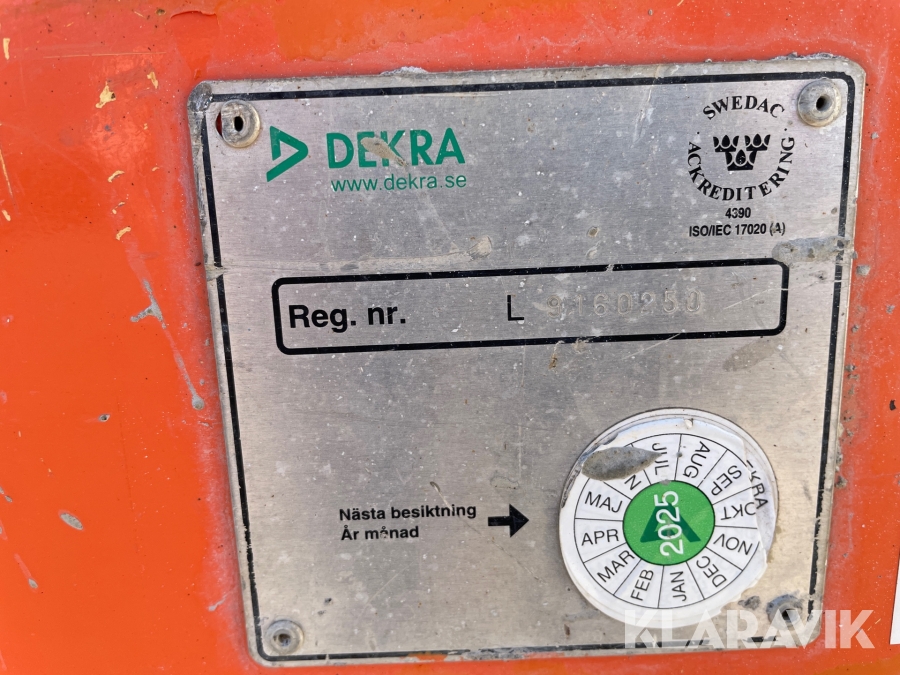 DEKRA
www.dekra.se
SWEDAC
ACKREDITERING
4390
ISO/IEC 17020 (A)
Reg. nr. L 9160250
Nästa besiktning
År månad
JAN
FEB
MAR
APR
MAJ
JUL
AUG
SEP
OKT
NOV
DEC
2025
KLARAVIK